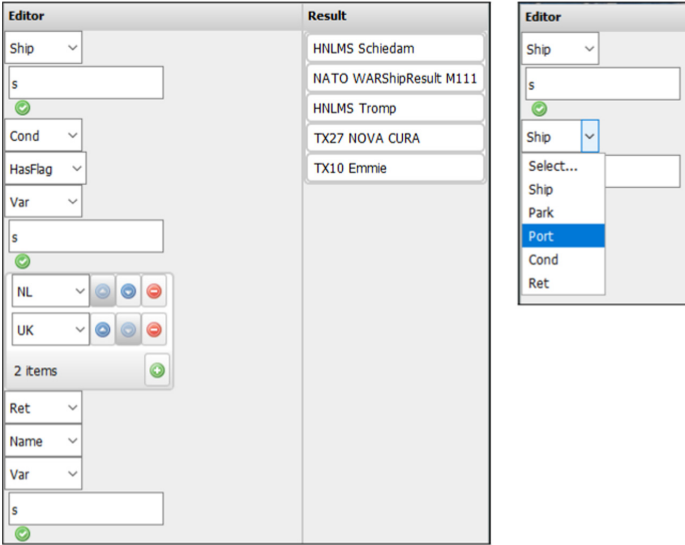 Editor
Ship
s
Cond
HasFlag
Var
s
NL
UK
2 items
Ret
Name
Var
s
Result
HNLMS Schiedam
NATO WARShipResult M111
HNLMS Tromp
TX27 NOVA CURA
TX10 Emmie
Editor
Ship
s
Ship
Select...
Ship
Park
Port
Cond
Ret